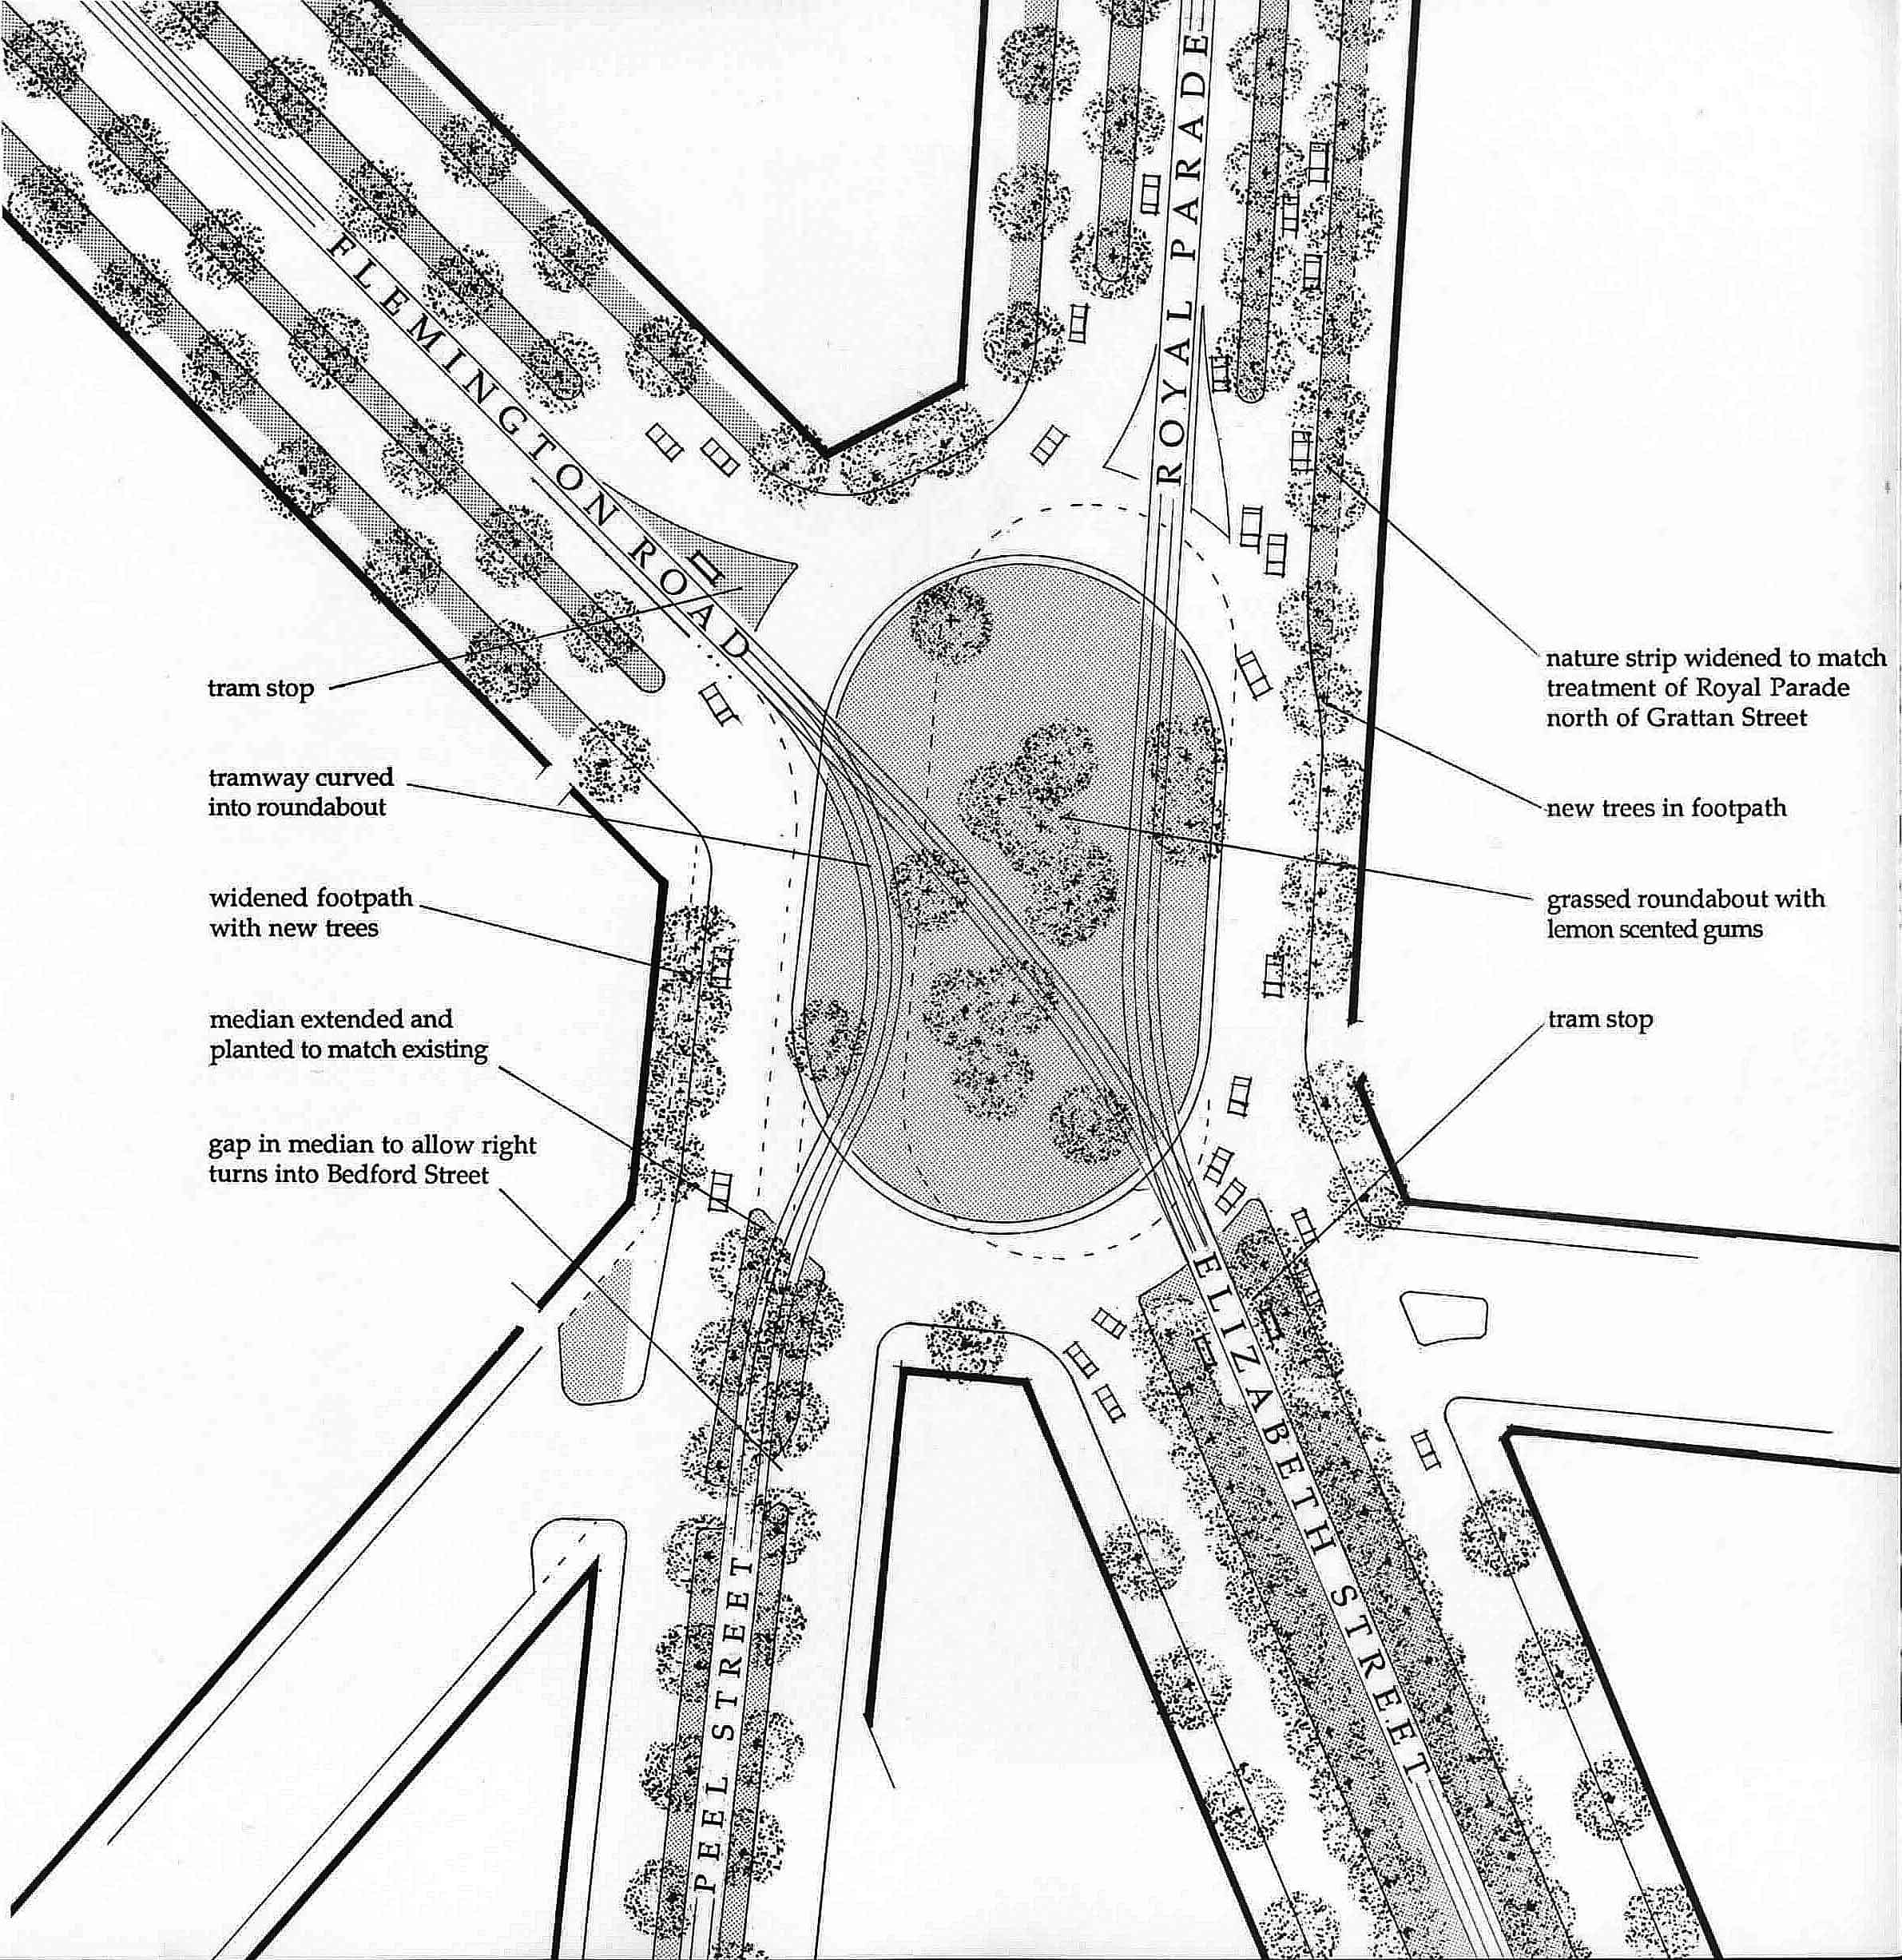 FLEMINGTON ROAD
ROYAL PARADE
tram stop
tramway curved
into roundabout
widened footpath
with new trees
median extended and
planted to match existing
gap in median to allow right
turns into Bedford Street
nature strip widened to match
treatment of Royal Parade
north of Grattan Street
new trees in footpath
grassed roundabout with
lemon scented gums
tram stop
PEEL STREET
ELIZABETH STREET